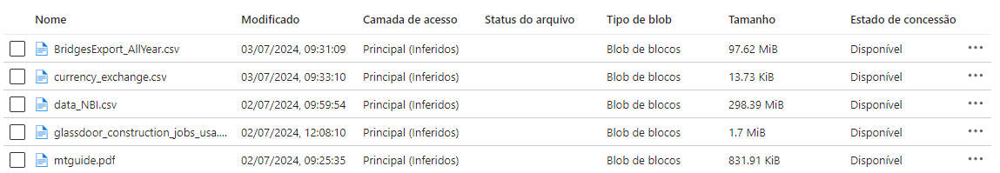 Nome Modificado Camada de acesso Status do arquivo Tipo de blob Tamanho Estado de concessão
BridgesExport_AllYear.csv 03/07/2024, 09:31:09 Principal (Inferidos) Blob de blocos 97.62 MiB Disponível
currency_exchange.csv 03/07/2024, 09:33:10 Principal (Inferidos) Blob de blocos 13.73 KiB Disponível
data_NBI.csv 02/07/2024, 09:59:54 Principal (Inferidos) Blob de blocos 298.39 MiB Disponível
glassdoor_construction_jobs_usa.... 02/07/2024, 12:08:10 Principal (Inferidos) Blob de blocos 1.7 MiB Disponível
mtguide.pdf 02/07/2024, 09:25:35 Principal (Inferidos) Blob de blocos 831.91 KiB Disponível